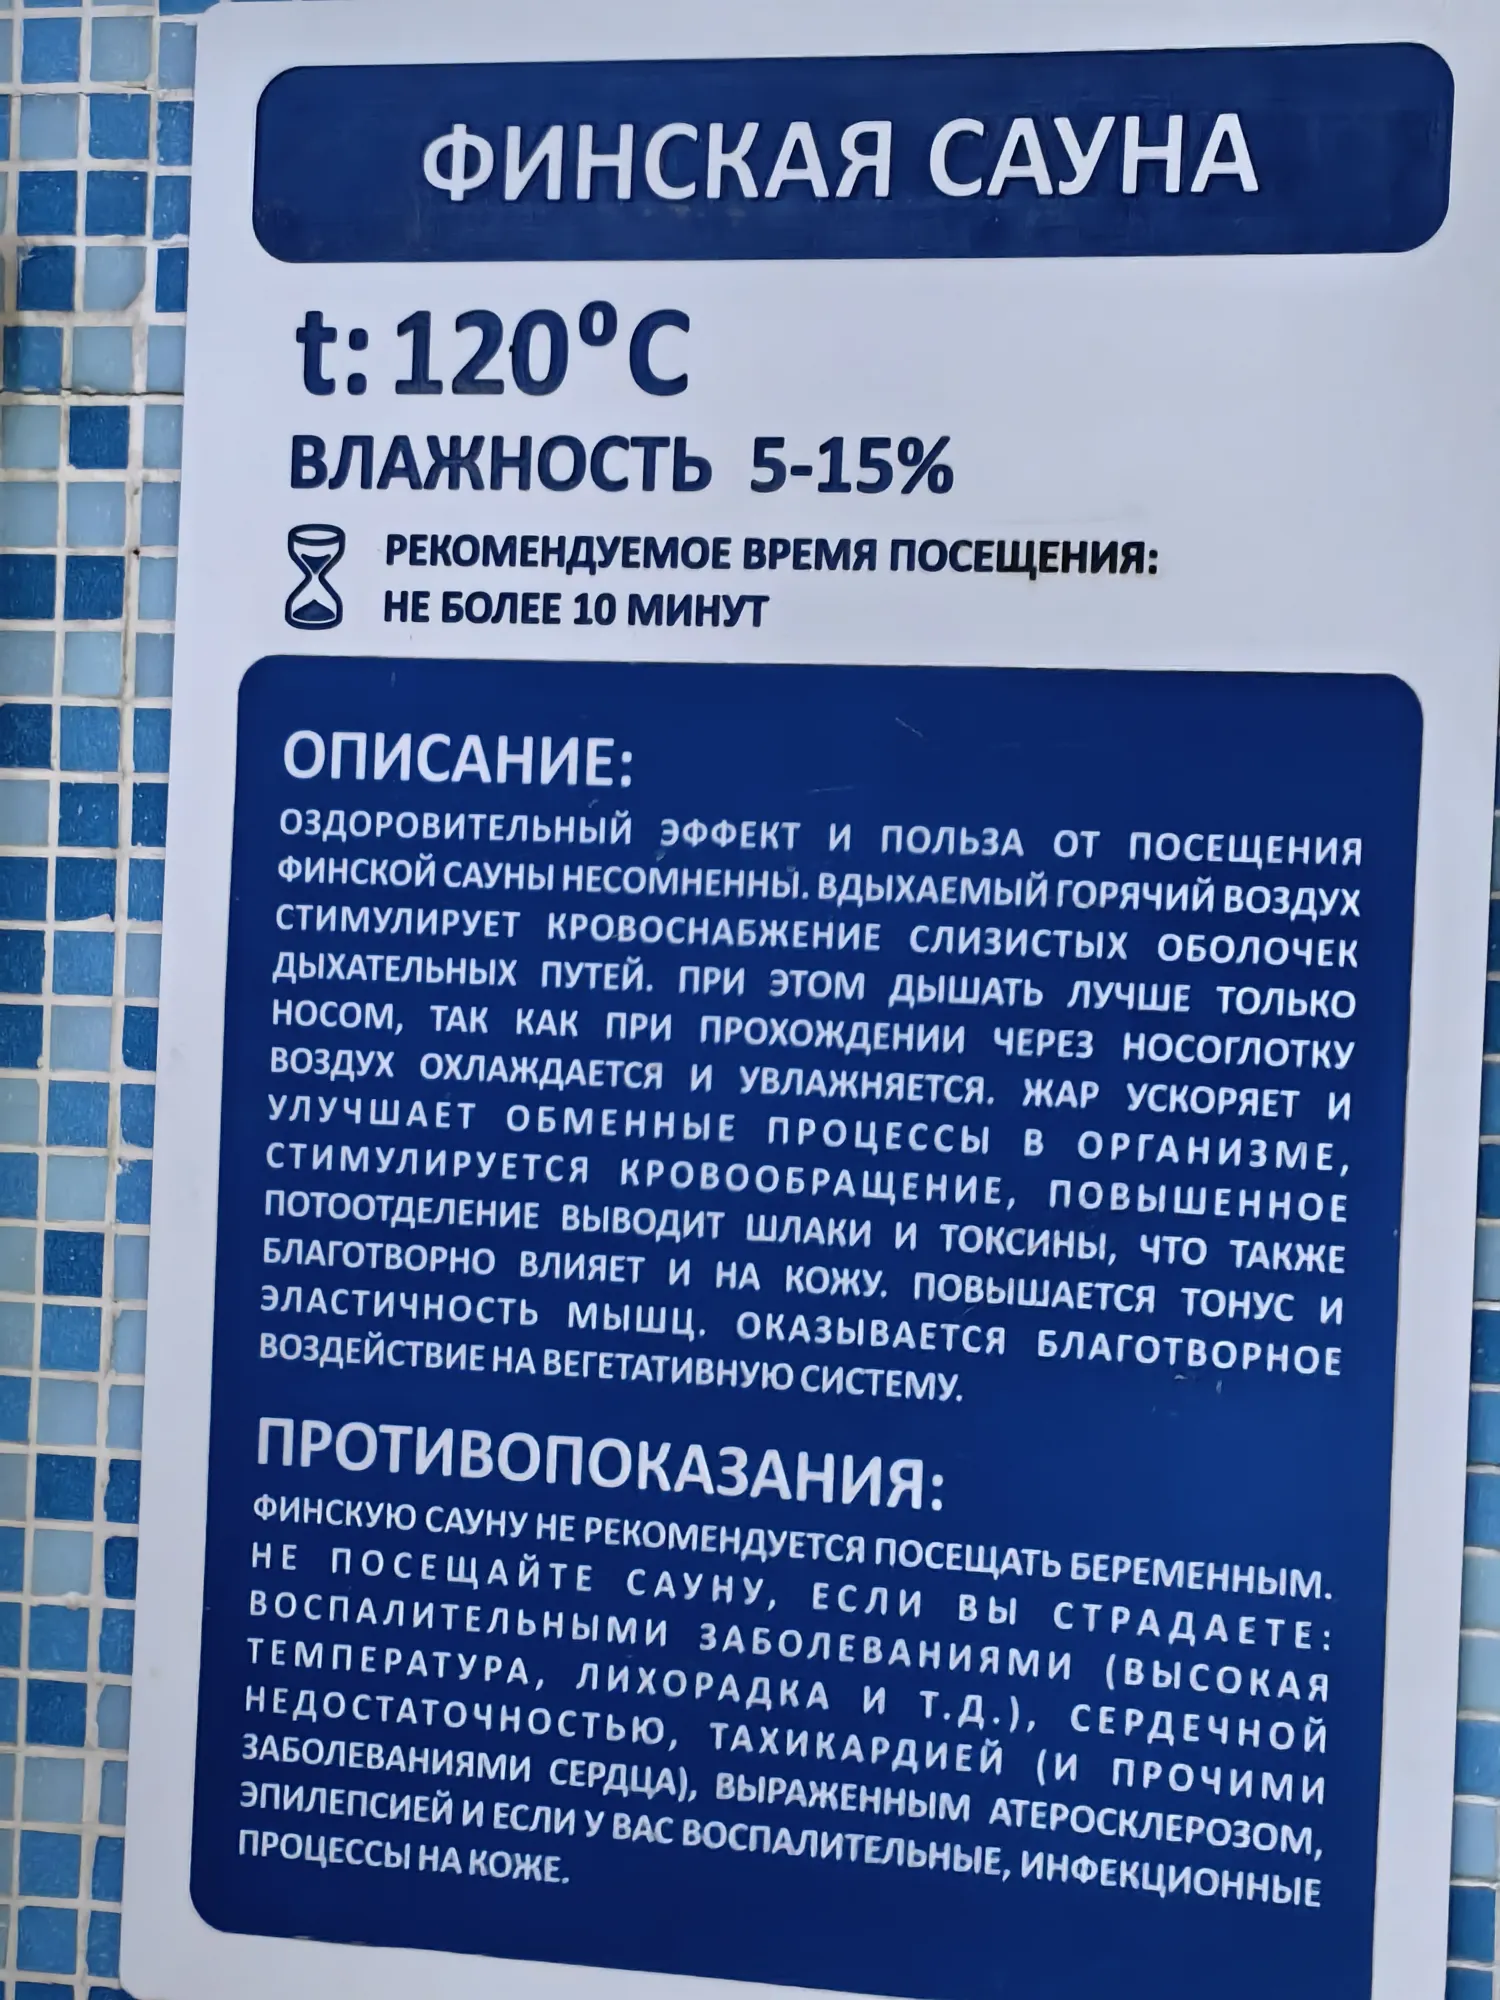 ФИНСКАЯ САУНА
t: 120°C
ВЛАЖНОСТЬ 5-15%
РЕКОМЕНДУЕМОЕ ВРЕМЯ ПОСЕЩЕНИЯ:
НЕ БОЛЕЕ 10 МИНУТ
ОПИСАНИЕ:
ОЗДОРОВИТЕЛЬНЫЙ ЭФФЕКТ И ПОЛЬЗА ОТ ПОСЕЩЕНИЯ
ФИНСКОЙ САУНЫ НЕСОМНЕННЫ. ВДЫХАЕМЫЙ ГОРЯЧИЙ ВОЗДУХ
СТИМУЛИРУЕТ КРОВОСНАБЖЕНИЕ СЛИЗИСТЫХ ОБОЛОЧЕК
ДЫХАТЕЛЬНЫХ ПУТЕЙ. ПРИ ЭТОМ ДЫШАТЬ ЛУЧШЕ ТОЛЬКО
НОСОМ, ТАК КАК ПРИ ПРОХОЖДЕНИИ ЧЕРЕЗ НОСОГЛОТКУ
ВОЗДУХ ОХЛАЖДАЕТСЯ И УВЛАЖНЯЕТСЯ. ЖАР УСКОРЯЕТ И
УЛУЧШАЕТ ОБМЕННЫЕ ПРОЦЕССЫ В ОРГАНИЗМЕ,
СТИМУЛИРУЕТСЯ КРОВООБРАЩЕНИЕ, ПОВЫШЕННОЕ
ПОТООТДЕЛЕНИЕ ВЫВОДИТ ШЛАКИ И ТОКСИНЫ, ЧТО ТАКЖЕ
БЛАГОТВОРНО ВЛИЯЕТ И НА КОЖУ. ПОВЫШАЕТСЯ ТОНУС И
ЭЛАСТИЧНОСТЬ МЫШЦ. ОКАЗЫВАЕТСЯ БЛАГОТВОРНОЕ
ВОЗДЕЙСТВИЕ НА ВЕГЕТАТИВНУЮ СИСТЕМУ.
ПРОТИВОПОКАЗАНИЯ:
ФИНСКУЮ САУНУ НЕ РЕКОМЕНДУЕТСЯ ПОСЕЩАТЬ БЕРЕМЕННЫМ.
НЕ ПОСЕЩАЙТЕ САУНУ, ЕСЛИ ВЫ СТРАДАЕТЕ:
ВОСПАЛИТЕЛЬНЫМИ ЗАБОЛЕВАНИЯМИ (ВЫСОКАЯ
ТЕМПЕРАТУРА, ЛИХОРАДКА И Т.Д.), СЕРДЕЧНОЙ
НЕДОСТАТОЧНОСТЬЮ, ТАХИКАРДИЕЙ (И ПРОЧИМИ
ЗАБОЛЕВАНИЯМИ СЕРДЦА), ВЫРАЖЕННЫМ АТЕРОСКЛЕРОЗОМ,
ЭПИЛЕПСИЕЙ И ЕСЛИ У ВАС ВОСПАЛИТЕЛЬНЫЕ, ИНФЕКЦИОННЫЕ
ПРОЦЕССЫ НА КОЖЕ.